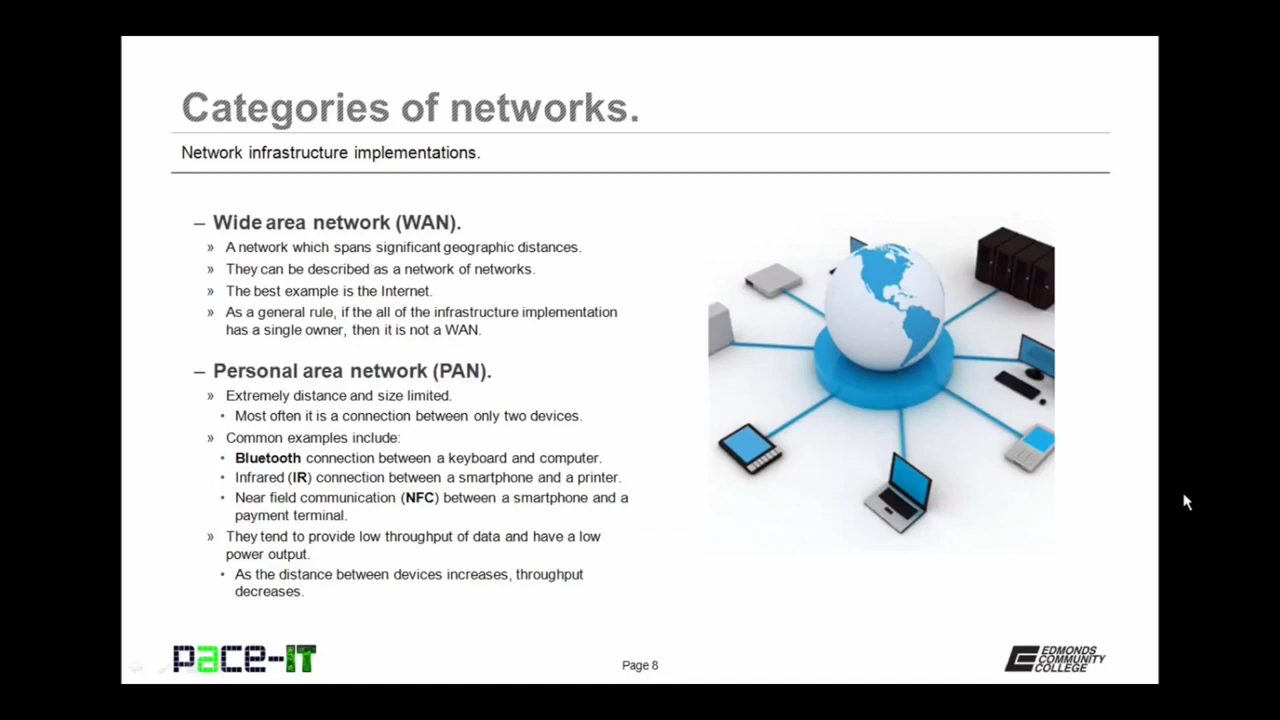 Categories of networks.
Network infrastructure implementations.
– Wide area network (WAN).
» A network which spans significant geographic distances.
» They can be described as a network of networks.
» The best example is the Internet.
» As a general rule, if the all of the infrastructure implementation
has a single owner, then it is not a WAN.
– Personal area network (PAN).
» Extremely distance and size limited.
• Most often it is a connection between only two devices.
» Common examples include:
• Bluetooth connection between a keyboard and computer.
• Infrared (IR) connection between a smartphone and a printer.
• Near field communication (NFC) between a smartphone and a
payment terminal.
» They tend to provide low throughput of data and have a low
power output.
• As the distance between devices increases, throughput
decreases.
pace-IT
Page 8
EDMONDS
COMMUNITY
COLLEGE